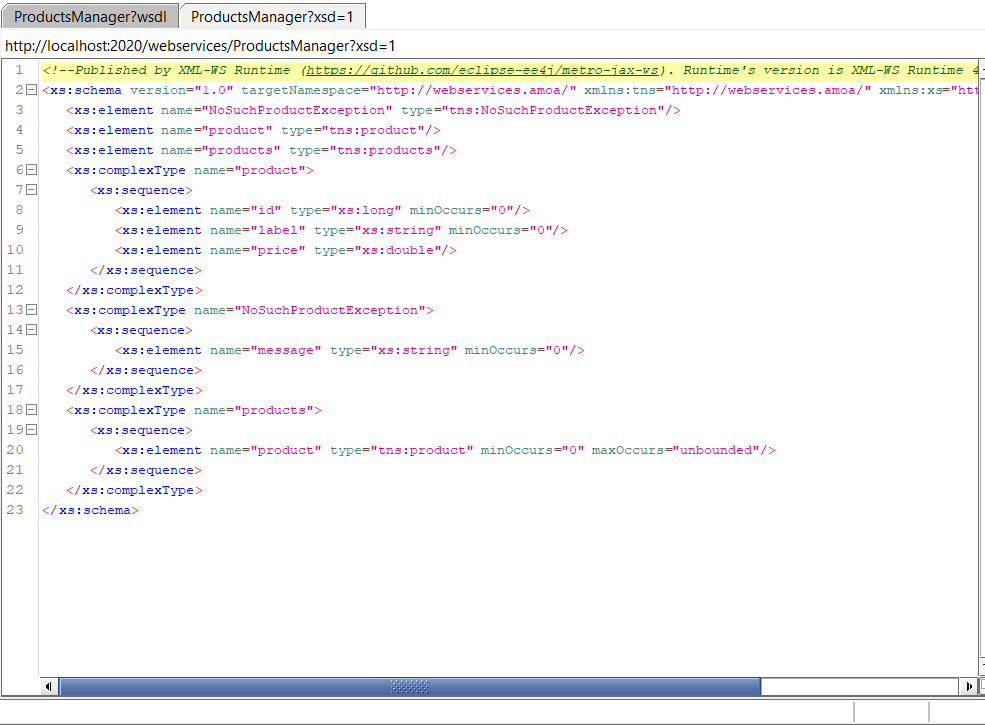 ProductsManager?wsdl ProductsManager?xsd=1
http://localhost:2020/webservices/ProductsManager?xsd=1
1 <!--Published by XML-WS Runtime (https://github.com/eclipse-ee4j/metro-jax-ws). Runtime's version is XML-WS Runtime 4
2 <xs:schema version="1.0" targetNamespace="http://webservices.amoa/" xmlns:tns="http://webservices.amoa/" xmlns:xs="htt
3 <xs:element name="NoSuchProductException" type="tns:NoSuchProductException"/>
4 <xs:element name="product" type="tns:product"/>
5 <xs:element name="products" type="tns:products"/>
6 <xs:complexType name="product">
7 <xs:sequence>
8 <xs:element name="id" type="xs:long" minOccurs="0"/>
9 <xs:element name="label" type="xs:string" minOccurs="0"/>
10 <xs:element name="price" type="xs:double"/>
11 </xs:sequence>
12 </xs:complexType>
13 <xs:complexType name="NoSuchProductException">
14 <xs:sequence>
15 <xs:element name="message" type="xs:string" minOccurs="0"/>
16 </xs:sequence>
17 </xs:complexType>
18 <xs:complexType name="products">
19 <xs:sequence>
20 <xs:element name="product" type="tns:product" minOccurs="0" maxOccurs="unbounded"/>
21 </xs:sequence>
22 </xs:complexType>
23 </xs:schema>